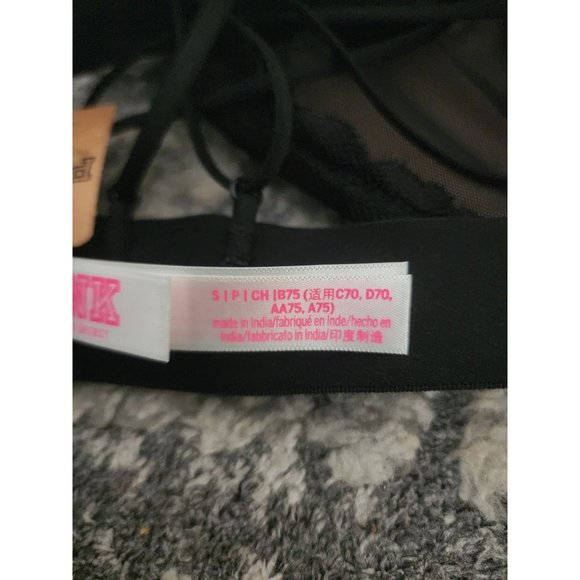 NK
SECRET
S | P | CH |B75 (适用C70, D70,
AA75, A75)
made in India/fabriqué en Inde/hecho en
India/fabbricato in India/印度制造